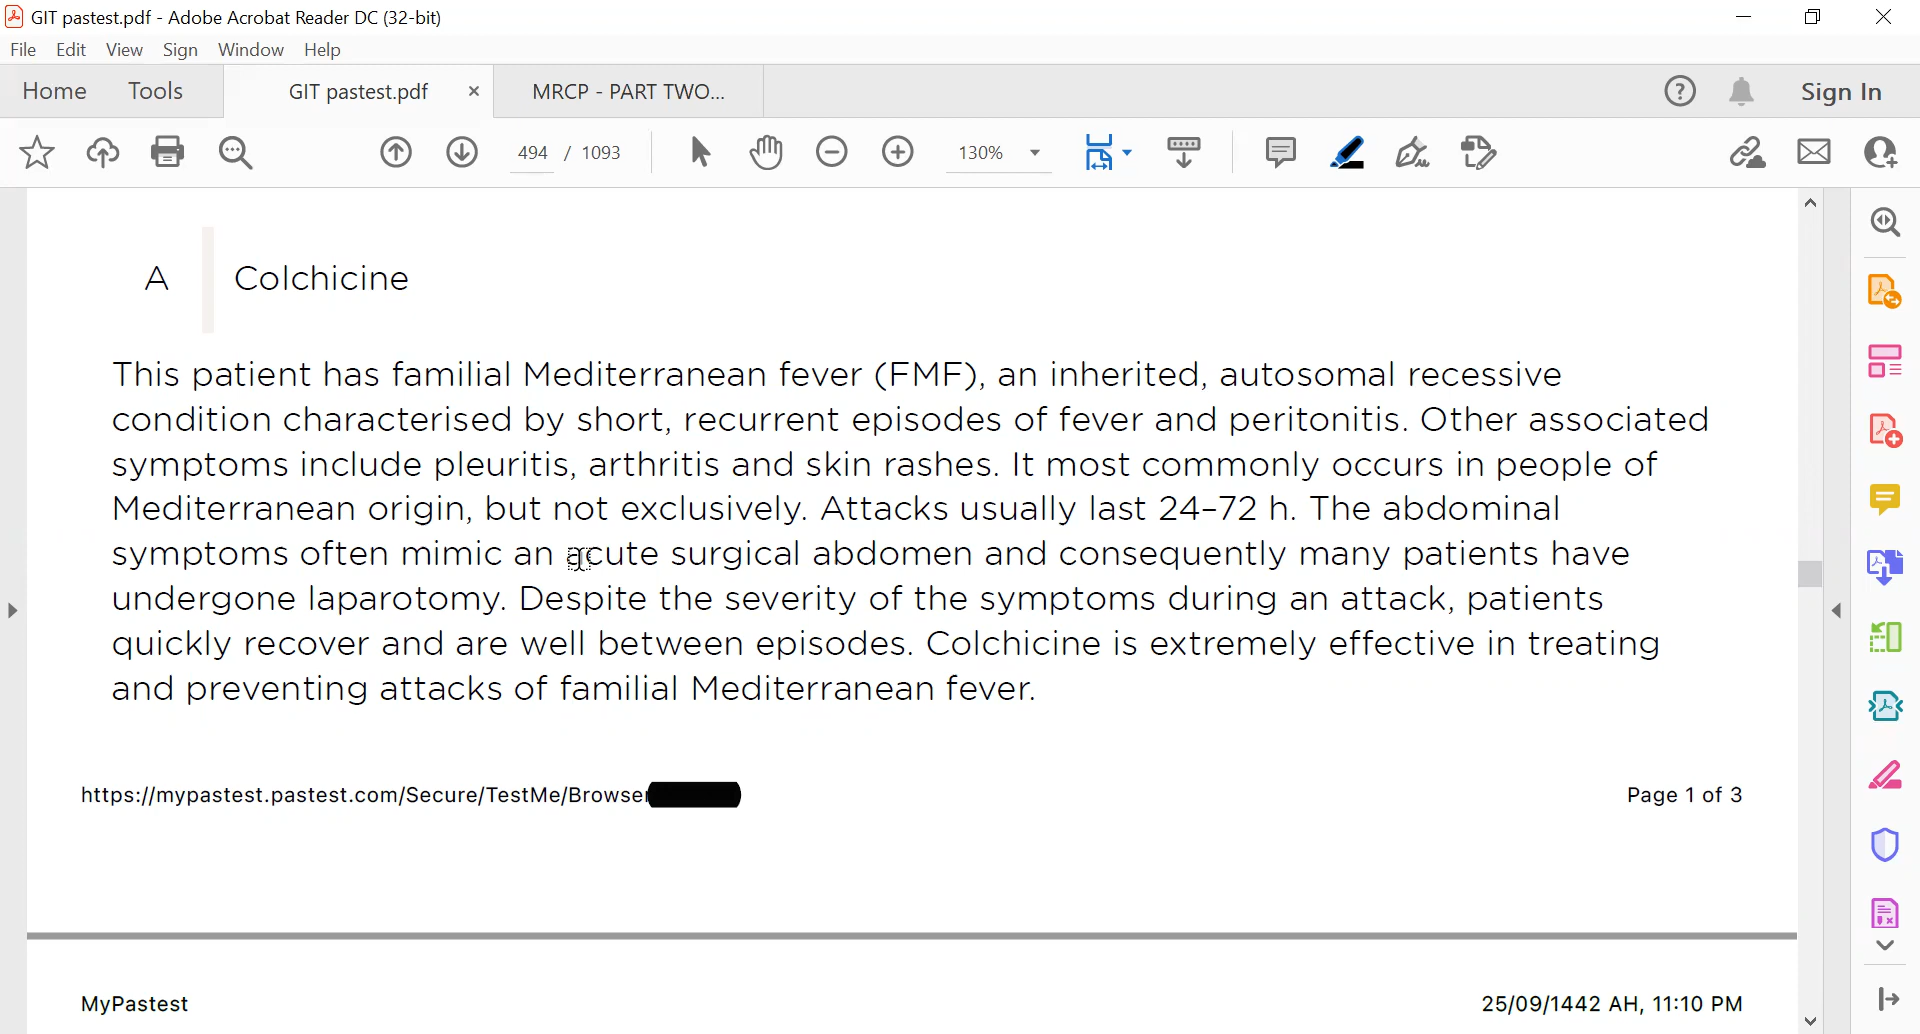 GIT pastest.pdf - Adobe Acrobat Reader DC (32-bit)
File Edit View Sign Window Help
Home Tools GIT pastest.pdf × MRCP - PART TWO... Sign In
494 / 1093 130%
A Colchicine
This patient has familial Mediterranean fever (FMF), an inherited, autosomal recessive
condition characterised by short, recurrent episodes of fever and peritonitis. Other associated
symptoms include pleuritis, arthritis and skin rashes. It most commonly occurs in people of
Mediterranean origin, but not exclusively. Attacks usually last 24–72 h. The abdominal
symptoms often mimic an acute surgical abdomen and consequently many patients have
undergone laparotomy. Despite the severity of the symptoms during an attack, patients
quickly recover and are well between episodes. Colchicine is extremely effective in treating
and preventing attacks of familial Mediterranean fever.
https://mypastest.pastest.com/Secure/TestMe/Browser Page 1 of 3
MyPastest 25/09/1442 AH, 11:10 PM